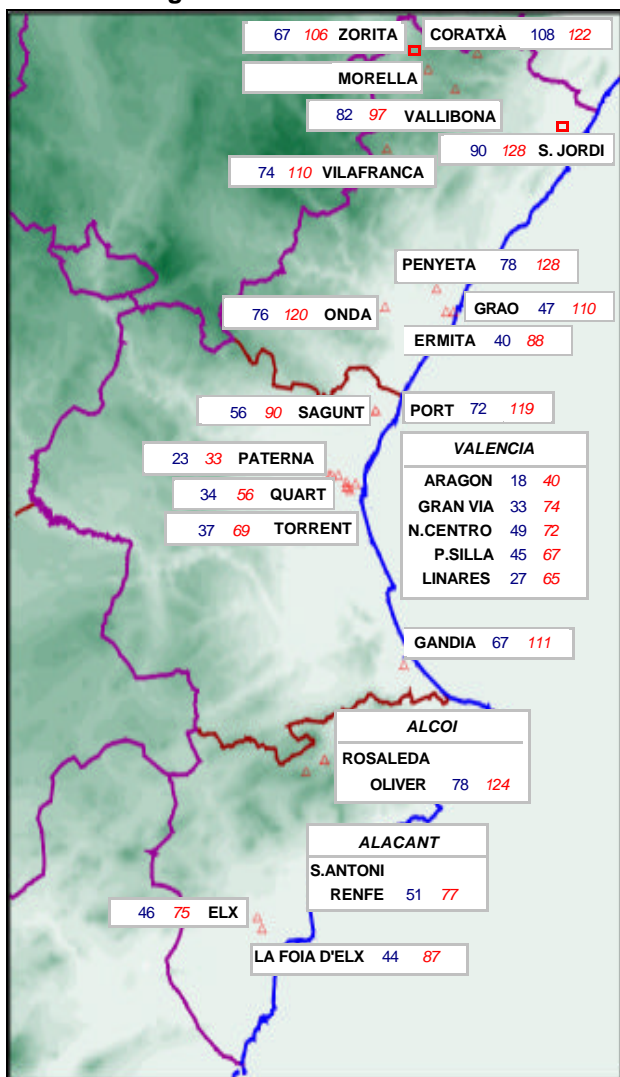 67 106 ZORITA
CORATXÀ 108 122
MORELLA
82 97 VALLIBONA
90 128 S. JORDI
74 110 VILAFRANCA
PENYETA 78 128
76 120 ONDA
GRAO 47 110
ERMITA 40 88
56 90 SAGUNT
PORT 72 119
VALENCIA
ARAGON 18 40
GRAN VIA 33 74
N.CENTRO 49 72
P.SILLA 45 67
LINARES 27 65
23 33 PATERNA
34 56 QUART
37 69 TORRENT
GANDIA 67 111
ALCOI
ROSALEDA
OLIVER 78 124
ALACANT
S.ANTONI
RENFE 51 77
46 75 ELX
LA FOIA D'ELX 44 87